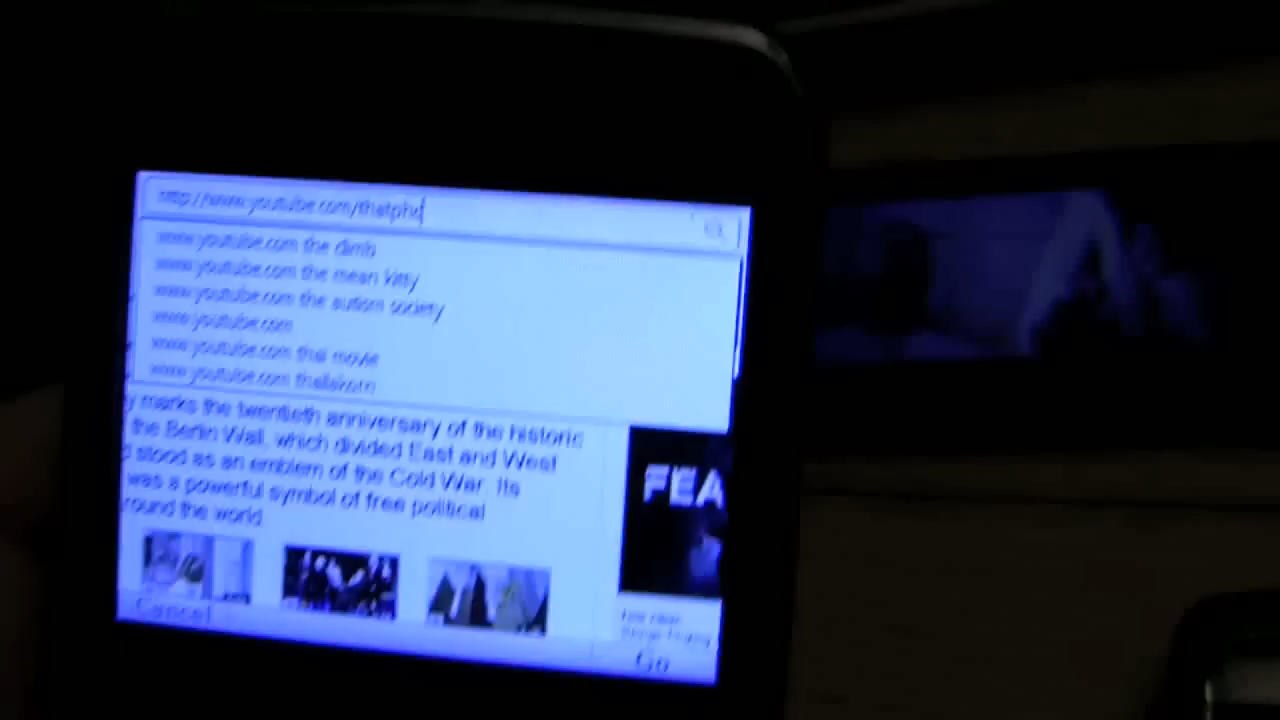 http://www.youtube.com/thatph
www.youtube.com the climb
www.youtube.com the mean kitty
www.youtube.com the autism society
www.youtube.com
www.youtube.com thai movie
www.youtube.com
y marks the twentieth anniversary of the historic
the Berlin Wall, which divided East and West
d stood as an emblem of the Cold War. Its
was a powerful symbol of free political
round the world
FEA
Cancel
Go